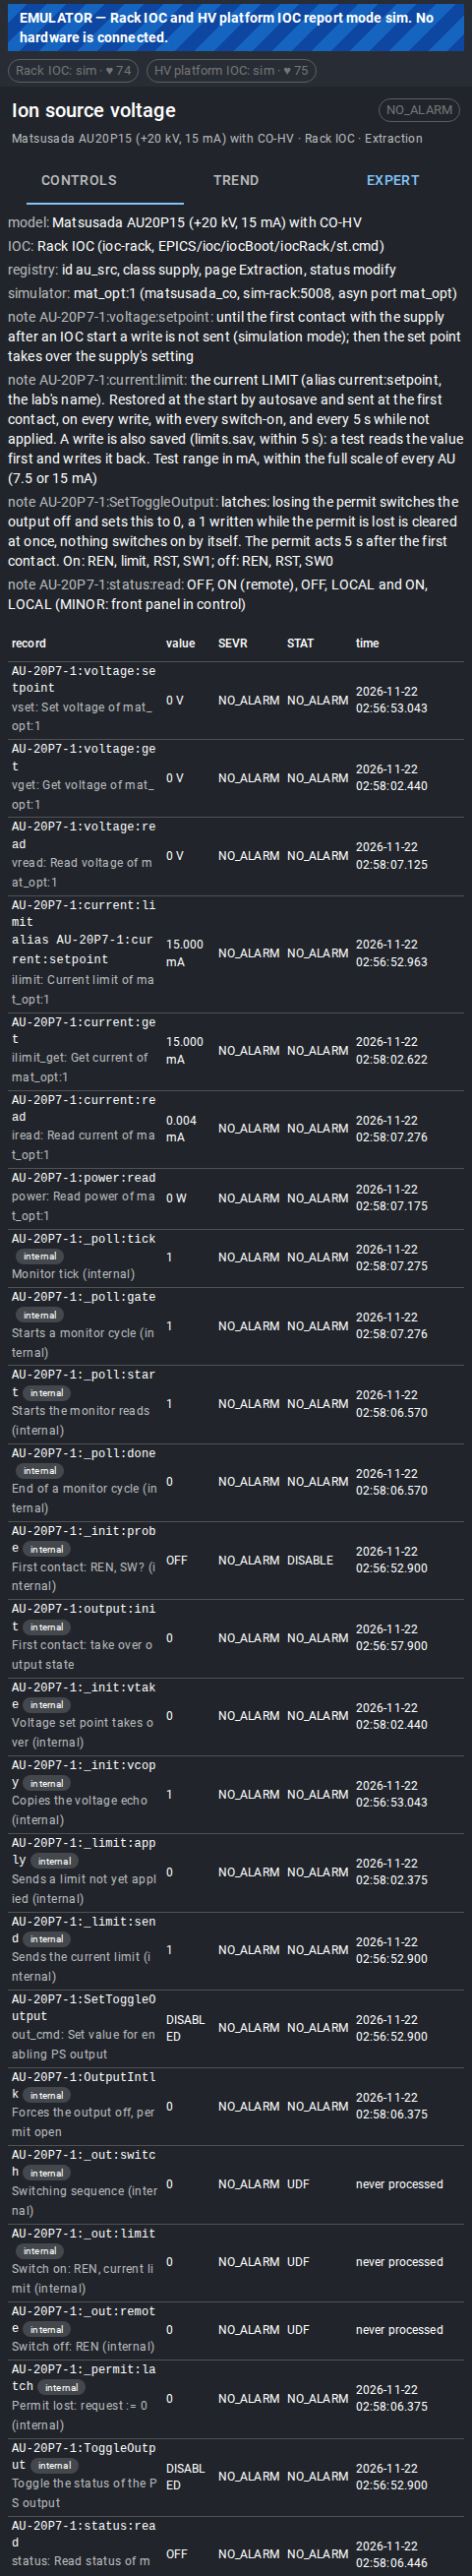 EMULATOR — Rack IOC and HV platform IOC report mode sim. No
hardware is connected.
Rack IOC: sim · ♥ 74
HV platform IOC: sim · ♥ 75
Ion source voltage
NO_ALARM
Matsusada AU20P15 (+20 kV, 15 mA) with CO-HV · Rack IOC · Extraction
CONTROLS
TREND
EXPERT
model: Matsusada AU20P15 (+20 kV, 15 mA) with CO-HV
IOC: Rack IOC (ioc-rack, EPICS/ioc/iocBoot/iocRack/st.cmd)
registry: id au_src, class supply, page Extraction, status modify
simulator: mat_opt:1 (matsusada_co, sim-rack:5008, asyn port mat_opt)
note AU-20P7-1:voltage:setpoint: until the first contact with the supply
after an IOC start a write is not sent (simulation mode); then the set point
takes over the supply's setting
note AU-20P7-1:current:limit: the current LIMIT (alias current:setpoint,
the lab's name). Restored at the start by autosave and sent at the first
contact, on every write, with every switch-on, and every 5 s while not
applied. A write is also saved (limits.sav, within 5 s): a test reads the value
first and writes it back. Test range in mA, within the full scale of every AU
(7.5 or 15 mA)
note AU-20P7-1:SetToggleOutput: latches: losing the permit switches the
output off and sets this to 0, a 1 written while the permit is lost is cleared
at once, nothing switches on by itself. The permit acts 5 s after the first
contact. On: REN, limit, RST, SW1; off: REN, RST, SW0
note AU-20P7-1:status:read: OFF, ON (remote), OFF, LOCAL and ON,
LOCAL (MINOR: front panel in control)
record value SEVR STAT time
AU-20P7-1:voltage:se
tpoint
vset: Set voltage of mat_
opt:1
0 V NO_ALARM NO_ALARM 2026-11-22
02:56:53.043
AU-20P7-1:voltage:ge
t
vget: Get voltage of mat_
opt:1
0 V NO_ALARM NO_ALARM 2026-11-22
02:58:02.440
AU-20P7-1:voltage:re
ad
vread: Read voltage of m
at_opt:1
0 V NO_ALARM NO_ALARM 2026-11-22
02:58:07.125
AU-20P7-1:current:li
mit
alias AU-20P7-1:cur
rent:setpoint
ilimit: Current limit of ma
t_opt:1
15.000
mA
NO_ALARM NO_ALARM 2026-11-22
02:56:52.963
AU-20P7-1:current:ge
t
ilimit_get: Get current of
mat_opt:1
15.000
mA
NO_ALARM NO_ALARM 2026-11-22
02:58:02.622
AU-20P7-1:current:re
ad
iread: Read current of ma
t_opt:1
0.004
mA
NO_ALARM NO_ALARM 2026-11-22
02:58:07.276
AU-20P7-1:power:read
power: Read power of ma
t_opt:1
0 W NO_ALARM NO_ALARM 2026-11-22
02:58:07.175
AU-20P7-1:_poll:tick
internal
Monitor tick (internal)
1 NO_ALARM NO_ALARM 2026-11-22
02:58:07.275
AU-20P7-1:_poll:gate
internal
Starts a monitor cycle (in
ternal)
1 NO_ALARM NO_ALARM 2026-11-22
02:58:07.276
AU-20P7-1:_poll:star
t internal
Starts the monitor reads
(internal)
1 NO_ALARM NO_ALARM 2026-11-22
02:58:06.570
AU-20P7-1:_poll:done
internal
End of a monitor cycle (in
ternal)
0 NO_ALARM NO_ALARM 2026-11-22
02:58:06.570
AU-20P7-1:_init:prob
e internal
First contact: REN, SW? (i
nternal)
OFF NO_ALARM DISABLE 2026-11-22
02:56:52.900
AU-20P7-1:output:ini
t internal
First contact: take over o
utput state
0 NO_ALARM NO_ALARM 2026-11-22
02:56:57.900
AU-20P7-1:_init:vtak
e internal
Voltage set point takes o
ver (internal)
0 NO_ALARM NO_ALARM 2026-11-22
02:58:02.440
AU-20P7-1:_init:vcop
y internal
Copies the voltage echo
(internal)
1 NO_ALARM NO_ALARM 2026-11-22
02:56:53.043
AU-20P7-1:_limit:app
ly internal
Sends a limit not yet appl
ied (internal)
0 NO_ALARM NO_ALARM 2026-11-22
02:58:02.375
AU-20P7-1:_limit:sen
d internal
Sends the current limit (i
nternal)
1 NO_ALARM NO_ALARM 2026-11-22
02:56:52.900
AU-20P7-1:SetToggleO
utput
out_cmd: Set value for en
abling PS output
DISABL
ED
NO_ALARM NO_ALARM 2026-11-22
02:56:52.900
AU-20P7-1:OutputIntl
k internal
Forces the output off, per
mit open
0 NO_ALARM NO_ALARM 2026-11-22
02:58:06.375
AU-20P7-1:_out:switc
h internal
Switching sequence (inter
nal)
0 NO_ALARM UDF never processed
AU-20P7-1:_out:limit
internal
Switch on: REN, current li
mit (internal)
0 NO_ALARM UDF never processed
AU-20P7-1:_out:remot
e internal
Switch off: REN (internal)
0 NO_ALARM UDF never processed
AU-20P7-1:_permit:la
tch internal
Permit lost: request := 0
(internal)
0 NO_ALARM NO_ALARM 2026-11-22
02:58:06.375
AU-20P7-1:ToggleOutp
ut internal
Toggle the status of the P
S output
DISABL
ED
NO_ALARM NO_ALARM 2026-11-22
02:56:52.900
AU-20P7-1:status:rea
d
status: Read status of m
OFF NO_ALARM NO_ALARM 2026-11-22
02:58:06.446